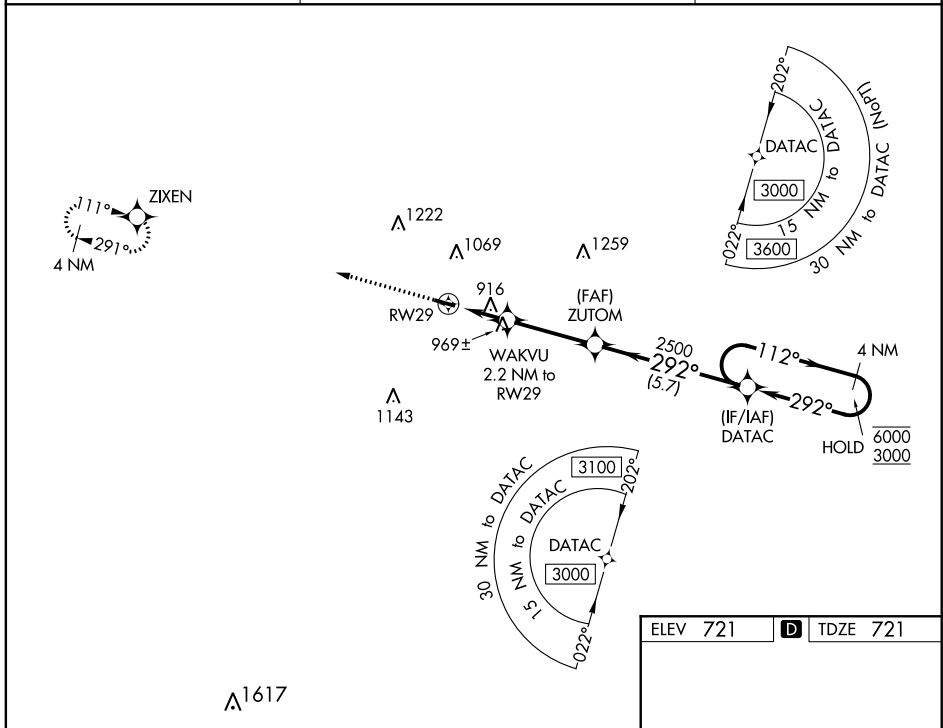 202°
DATAC
15 NM to DATAC
30 NM to DATAC (NoPT)
3000
3600
022°
ZIXEN
111°
291°
4 NM
1222
1069
1259
RW29
916
969±
WAKVU
2.2 NM to
RW29
(FAF)
ZUTOM
2500
292°
(5.7)
112°
4 NM
292°
(IF/IAF)
DATAC
HOLD
6000
3000
1143
30 NM to DATAC
15 NM to DATAC
3100
202°
DATAC
3000
022°
ELEV 721 D TDZE 721
1617